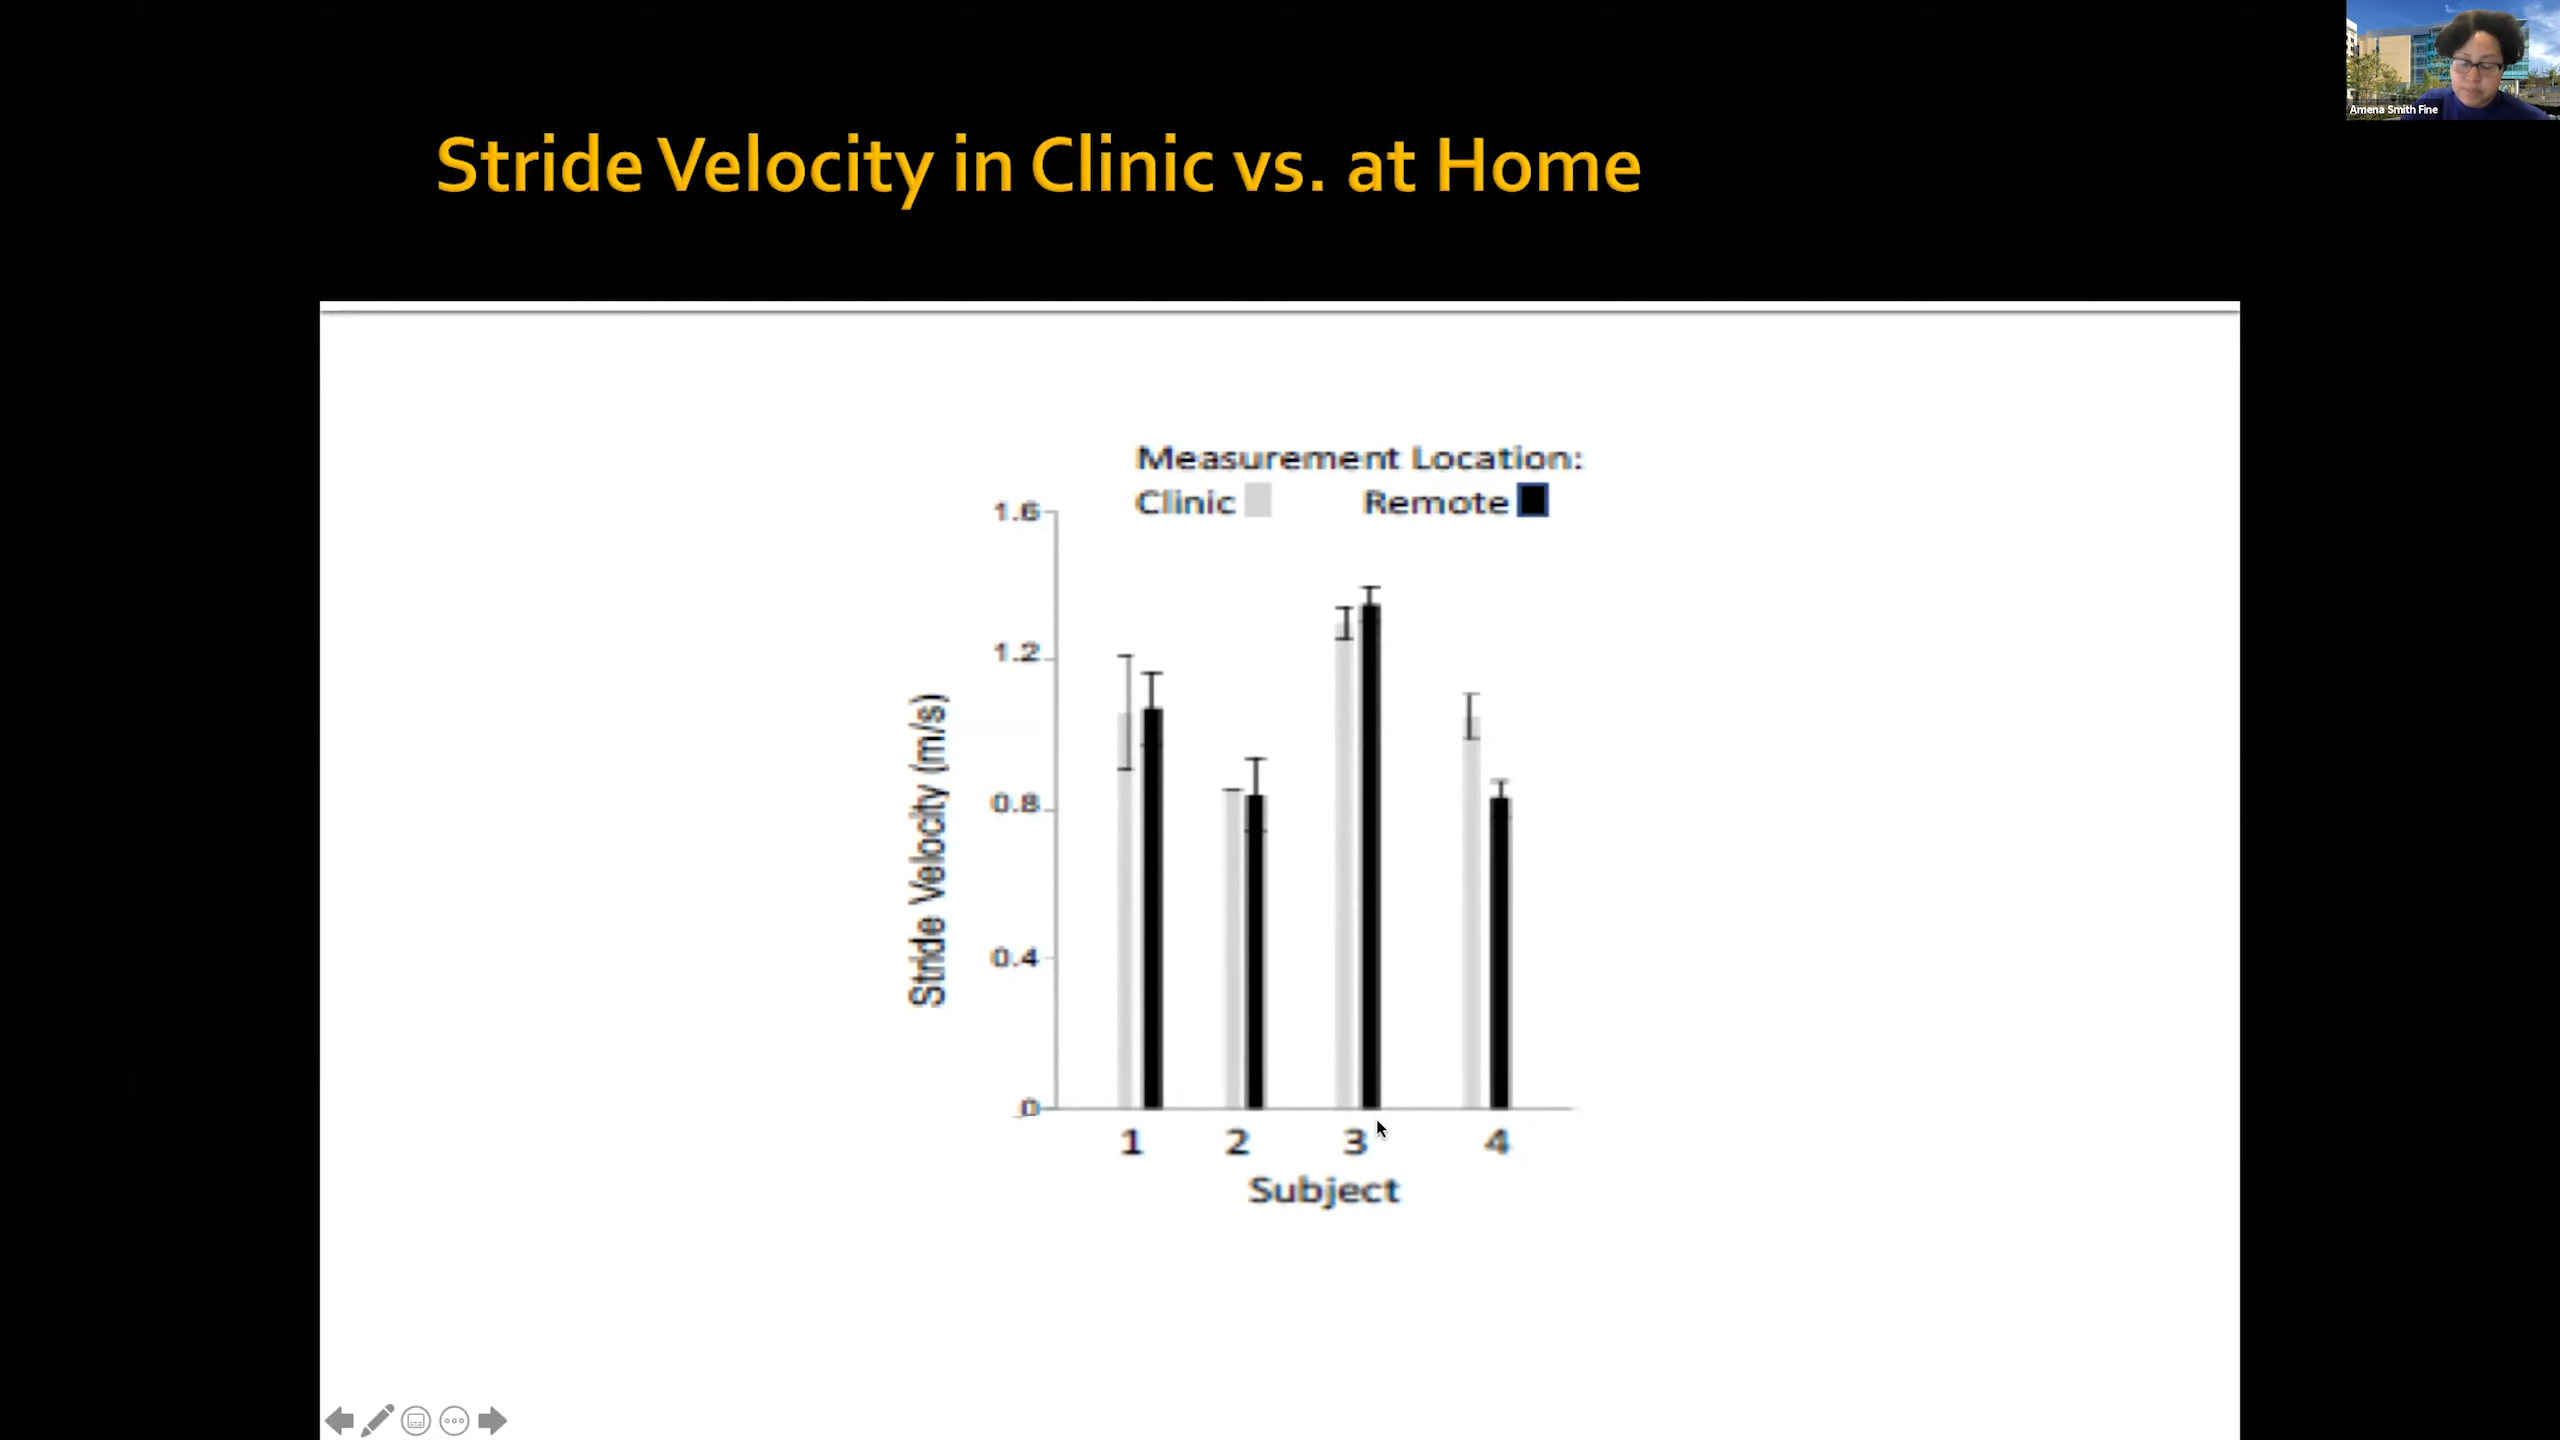 Amena Smith Fine
Stride Velocity in Clinic vs. at Home
Measurement Location:
Clinic Remote
1.6
1.2
0.8
0.4
0
Stride Velocity (m/s)
1 2 3 4
Subject